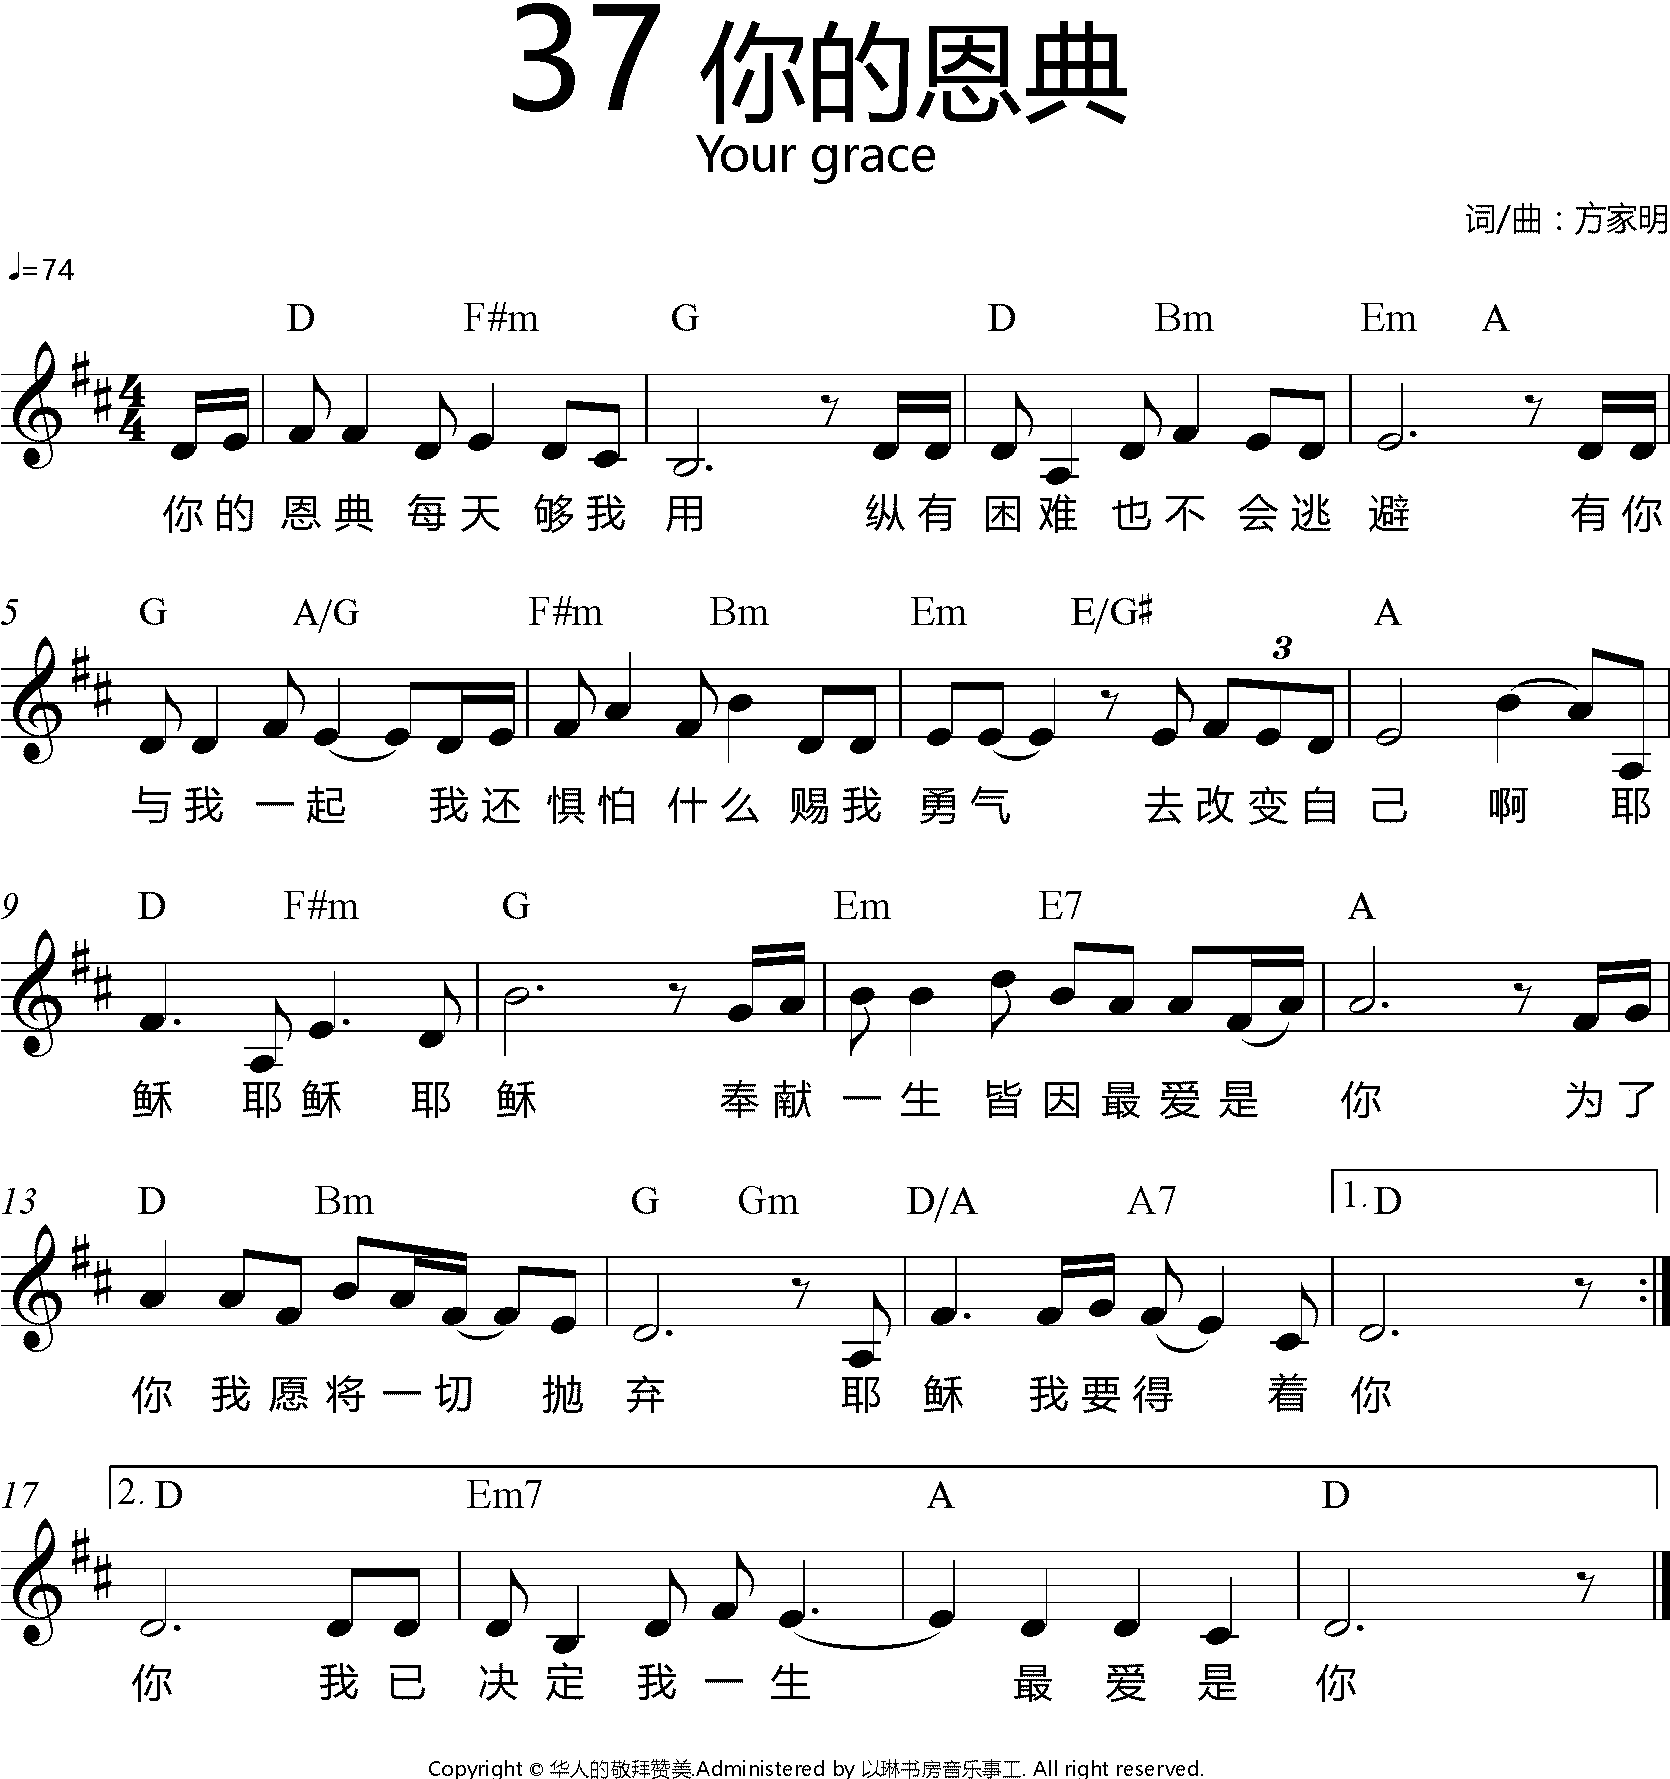 37 你的恩典
Your grace
词/曲：方家明
♩=74
D F#m G D Bm Em A
你的 恩典 每天 够我 用 纵有 困难 也不 会逃 避 有你
5 G A/G F#m Bm Em E/G♯ A
3
与我 一起 我还 惧怕 什么 赐我 勇气 去改变自 己 啊 耶
9 D F#m G Em E7 A
稣 耶稣 耶 稣 奉献 一生 皆因最爱是 你 为了
13 D Bm G Gm D/A A7 1. D
你 我愿将一切 抛 弃 耶 稣 我要得 着 你
17 2. D Em7 A D
你 我已 决定 我一生 最爱是 你
Copyright © 华人的敬拜赞美.Administered by 以琳书房音乐事工. All right reserved.